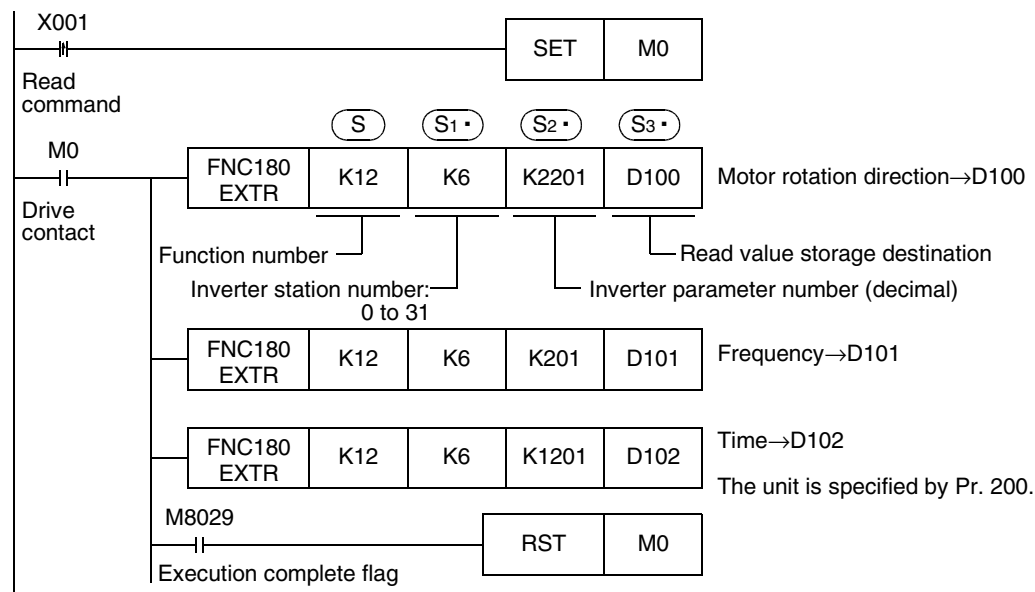 X001
SET M0
Read
command
S S1· S2· S3·
M0
FNC180
EXTR K12 K6 K2201 D100 Motor rotation direction→D100
Drive
contact
Function number
Read value storage destination
Inverter station number:
0 to 31
Inverter parameter number (decimal)
FNC180
EXTR K12 K6 K201 D101 Frequency→D101
FNC180
EXTR K12 K6 K1201 D102 Time→D102
The unit is specified by Pr. 200.
M8029
RST M0
Execution complete flag